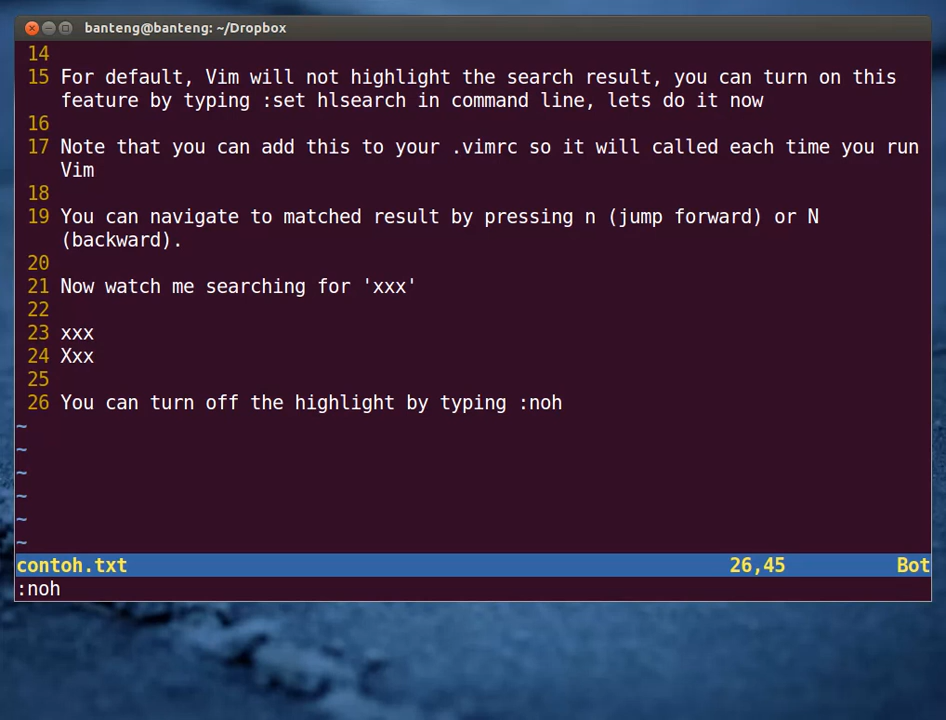 banteng@banteng: ~/Dropbox
14
15 For default, Vim will not highlight the search result, you can turn on this
feature by typing :set hlsearch in command line, lets do it now
16
17 Note that you can add this to your .vimrc so it will called each time you run
Vim
18
19 You can navigate to matched result by pressing n (jump forward) or N
(backward).
20
21 Now watch me searching for 'xxx'
22
23 xxx
24 Xxx
25
26 You can turn off the highlight by typing :noh
~
~
~
~
~
~
contoh.txt 26,45 Bot
:noh